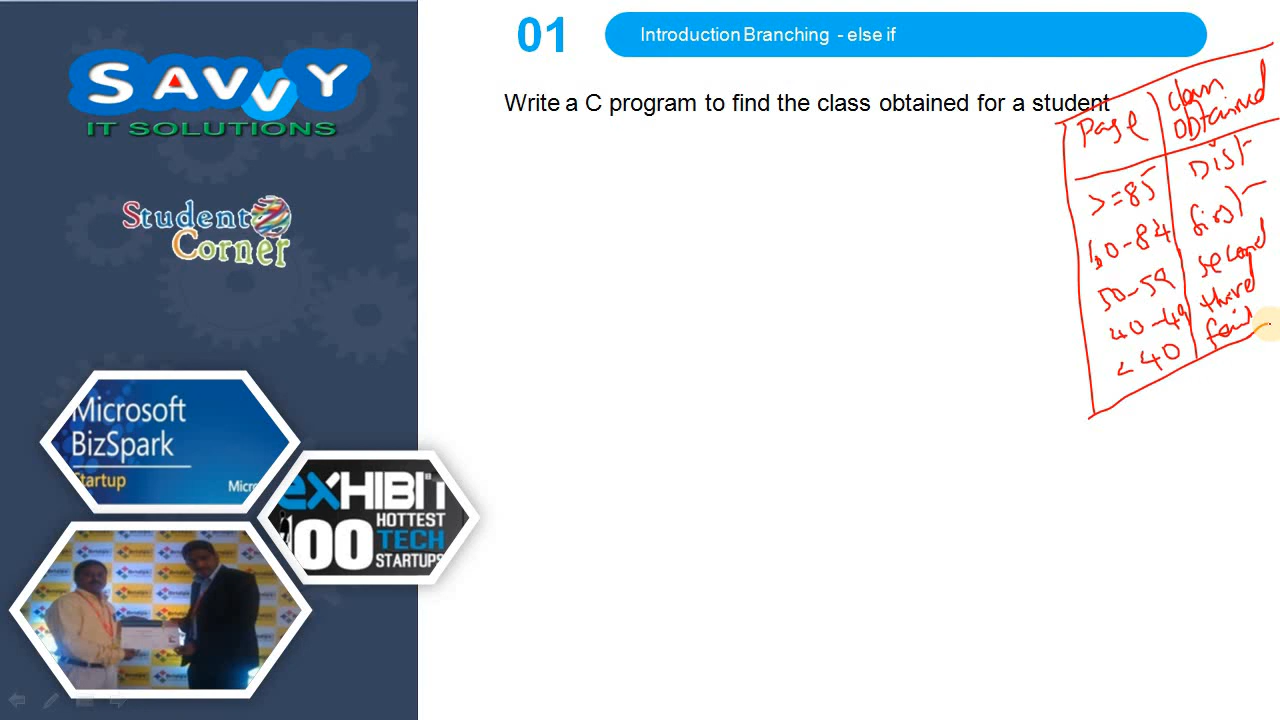 01
Introduction Branching - else if
Write a C program to find the class obtained for a student
Page class obtained
>=85 Dist
60-84 first
50-59 second
40-49 third
< 40 fail
SAVVY
IT SOLUTIONS
Student
Corner
Microsoft
BizSpark
Startup
Micros
eXHIBIT
100
HOTTEST
TECH
STARTUPS